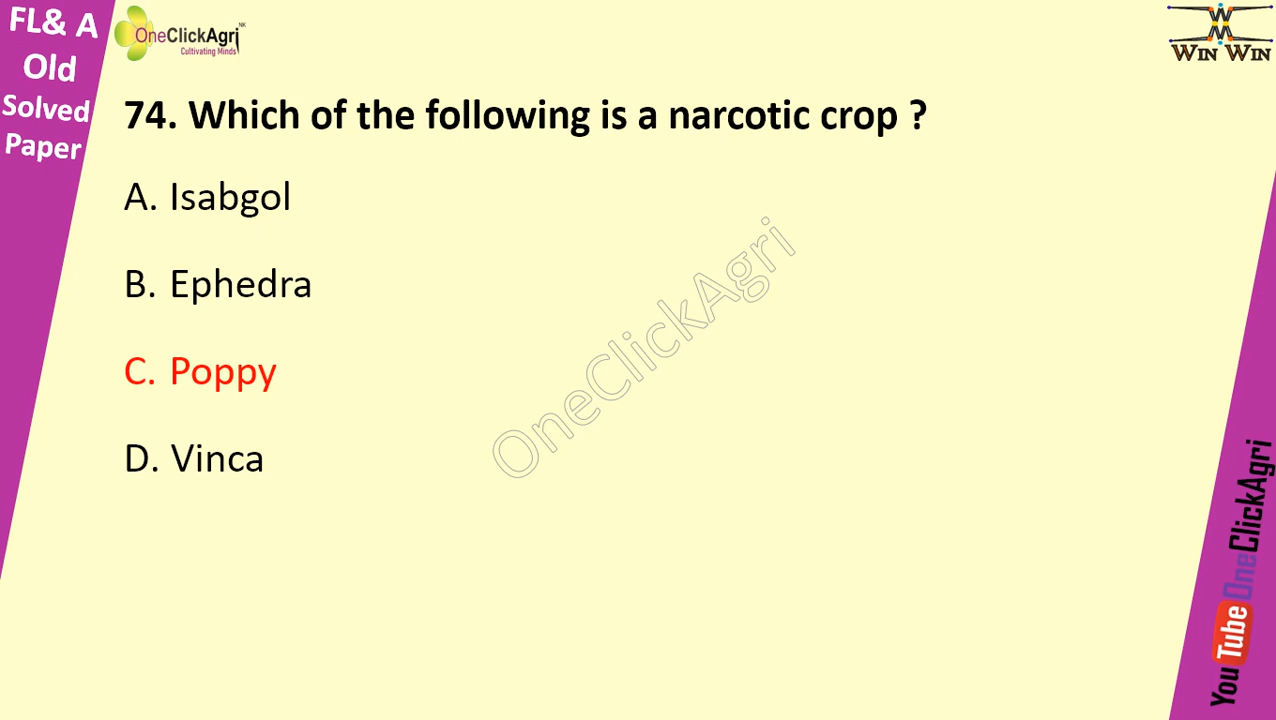 FL& A
Old
Solved
Paper
OneClickAgri
NK
Cultivating Minds
WIN WIN
74. Which of the following is a narcotic crop ?
A. Isabgol
B. Ephedra
C. Poppy
D. Vinca
OneClickAgri
YouTube OneClickAgri